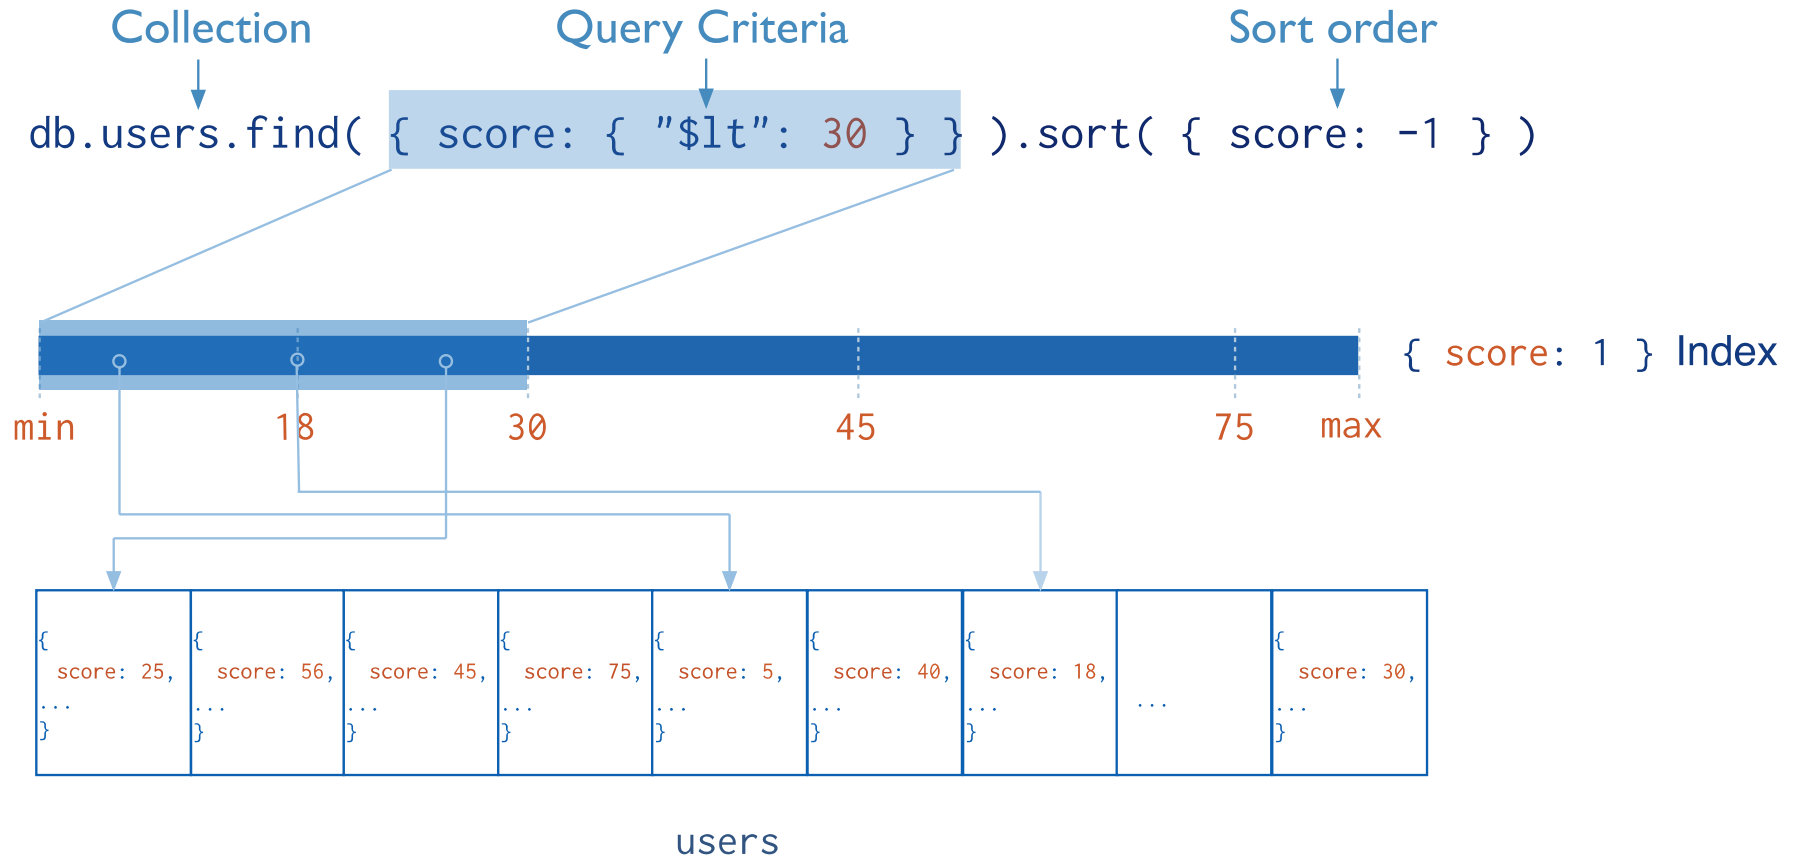 Collection Query Criteria Sort order
db.users.find( { score: { "$lt": 30 } } ).sort( { score: -1 } )
{ score: 1 } Index
min 18 30 45 75 max
{ { { { { { { {
score: 25, score: 56, score: 45, score: 75, score: 5, score: 40, score: 18, score: 30,
... ... ... ... ... ... ... ... ...
} } } } } } } }
users